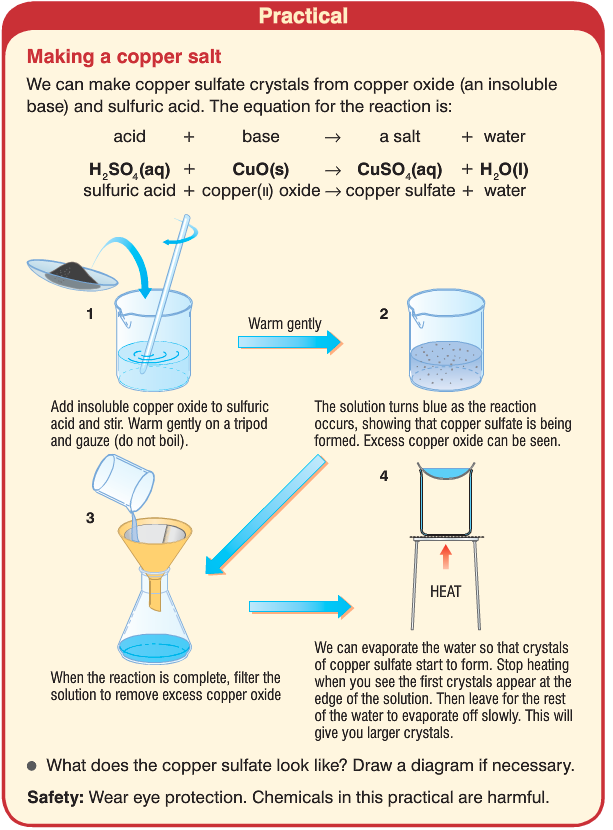 Practical
Making a copper salt
We can make copper sulfate crystals from copper oxide (an insoluble
base) and sulfuric acid. The equation for the reaction is:
acid + base → a salt + water
H₂SO₄(aq) + CuO(s) → CuSO₄(aq) + H₂O(l)
sulfuric acid + copper(II) oxide → copper sulfate + water
1
Warm gently
2
Add insoluble copper oxide to sulfuric
acid and stir. Warm gently on a tripod
and gauze (do not boil).
The solution turns blue as the reaction
occurs, showing that copper sulfate is being
formed. Excess copper oxide can be seen.
3
4
HEAT
When the reaction is complete, filter the
solution to remove excess copper oxide
We can evaporate the water so that crystals
of copper sulfate start to form. Stop heating
when you see the first crystals appear at the
edge of the solution. Then leave for the rest
of the water to evaporate off slowly. This will
give you larger crystals.
● What does the copper sulfate look like? Draw a diagram if necessary.
Safety: Wear eye protection. Chemicals in this practical are harmful.